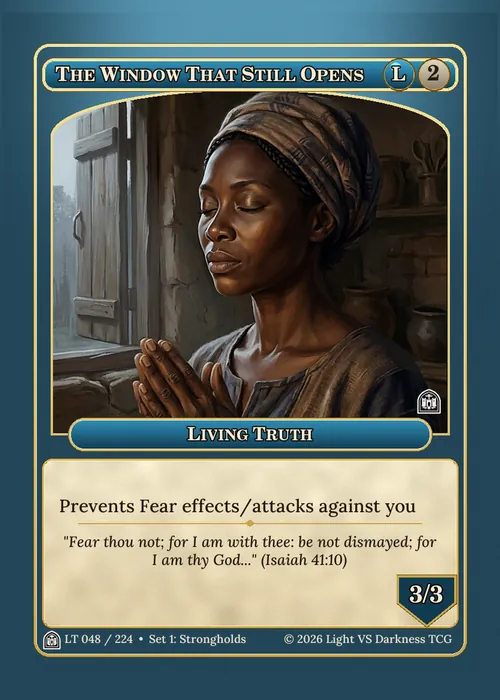 The Window That Still Opens L 2
Living Truth
Prevents Fear effects/attacks against you
"Fear thou not; for I am with thee: be not dismayed; for
I am thy God..." (Isaiah 41:10)
3/3
LT 048 / 224 • Set 1: Strongholds © 2026 Light VS Darkness TCG